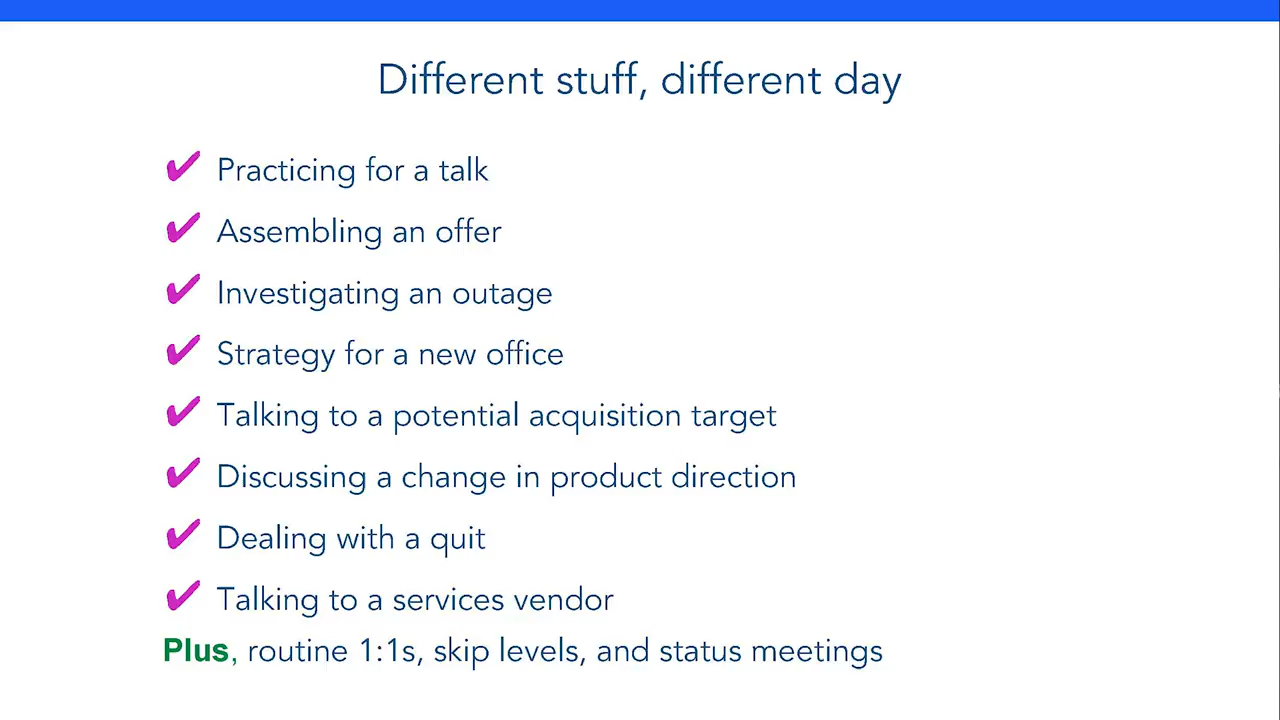 Different stuff, different day
✔ Practicing for a talk
✔ Assembling an offer
✔ Investigating an outage
✔ Strategy for a new office
✔ Talking to a potential acquisition target
✔ Discussing a change in product direction
✔ Dealing with a quit
✔ Talking to a services vendor
Plus, routine 1:1s, skip levels, and status meetings